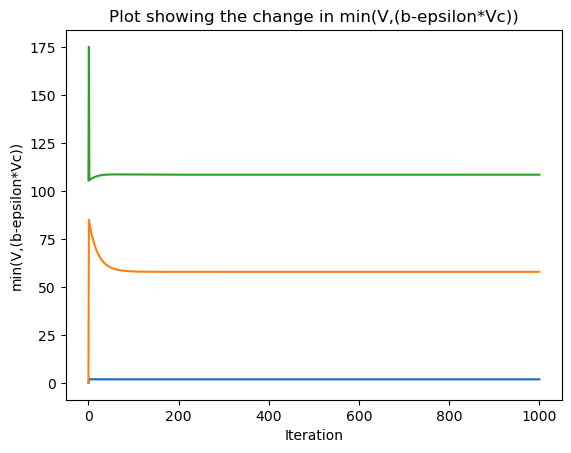 Plot showing the change in min(V,(b-epsilon*Vc))
min(V,(b-epsilon*Vc))
175
150
125
100
75
50
25
0
0 200 400 600 800 1000
Iteration